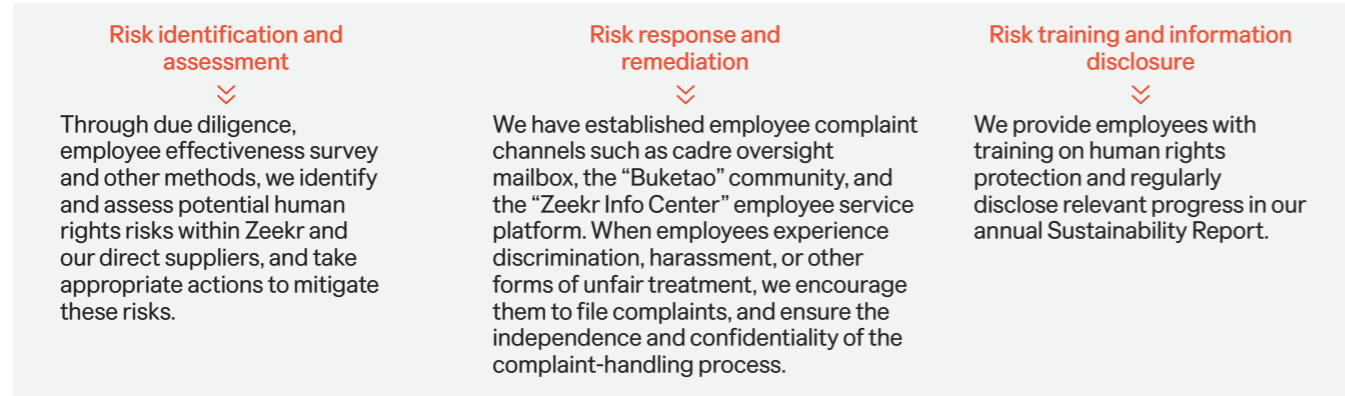 Risk identification and
assessment
Through due diligence,
employee effectiveness survey
and other methods, we identify
and assess potential human
rights risks within Zeekr and
our direct suppliers, and take
appropriate actions to mitigate
these risks.
Risk response and
remediation
We have established employee complaint
channels such as cadre oversight
mailbox, the “Buketao” community, and
the “Zeekr Info Center” employee service
platform. When employees experience
discrimination, harassment, or other
forms of unfair treatment, we encourage
them to file complaints, and ensure the
independence and confidentiality of the
complaint-handling process.
Risk training and information
disclosure
We provide employees with
training on human rights
protection and regularly
disclose relevant progress in our
annual Sustainability Report.